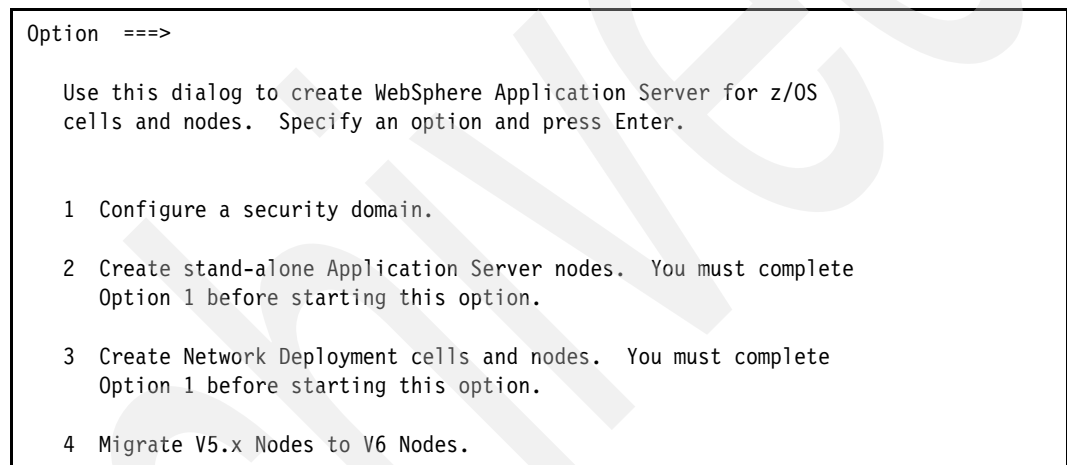 Option ===>
Use this dialog to create WebSphere Application Server for z/OS
cells and nodes. Specify an option and press Enter.
1 Configure a security domain.
2 Create stand-alone Application Server nodes. You must complete
Option 1 before starting this option.
3 Create Network Deployment cells and nodes. You must complete
Option 1 before starting this option.
4 Migrate V5.x Nodes to V6 Nodes.